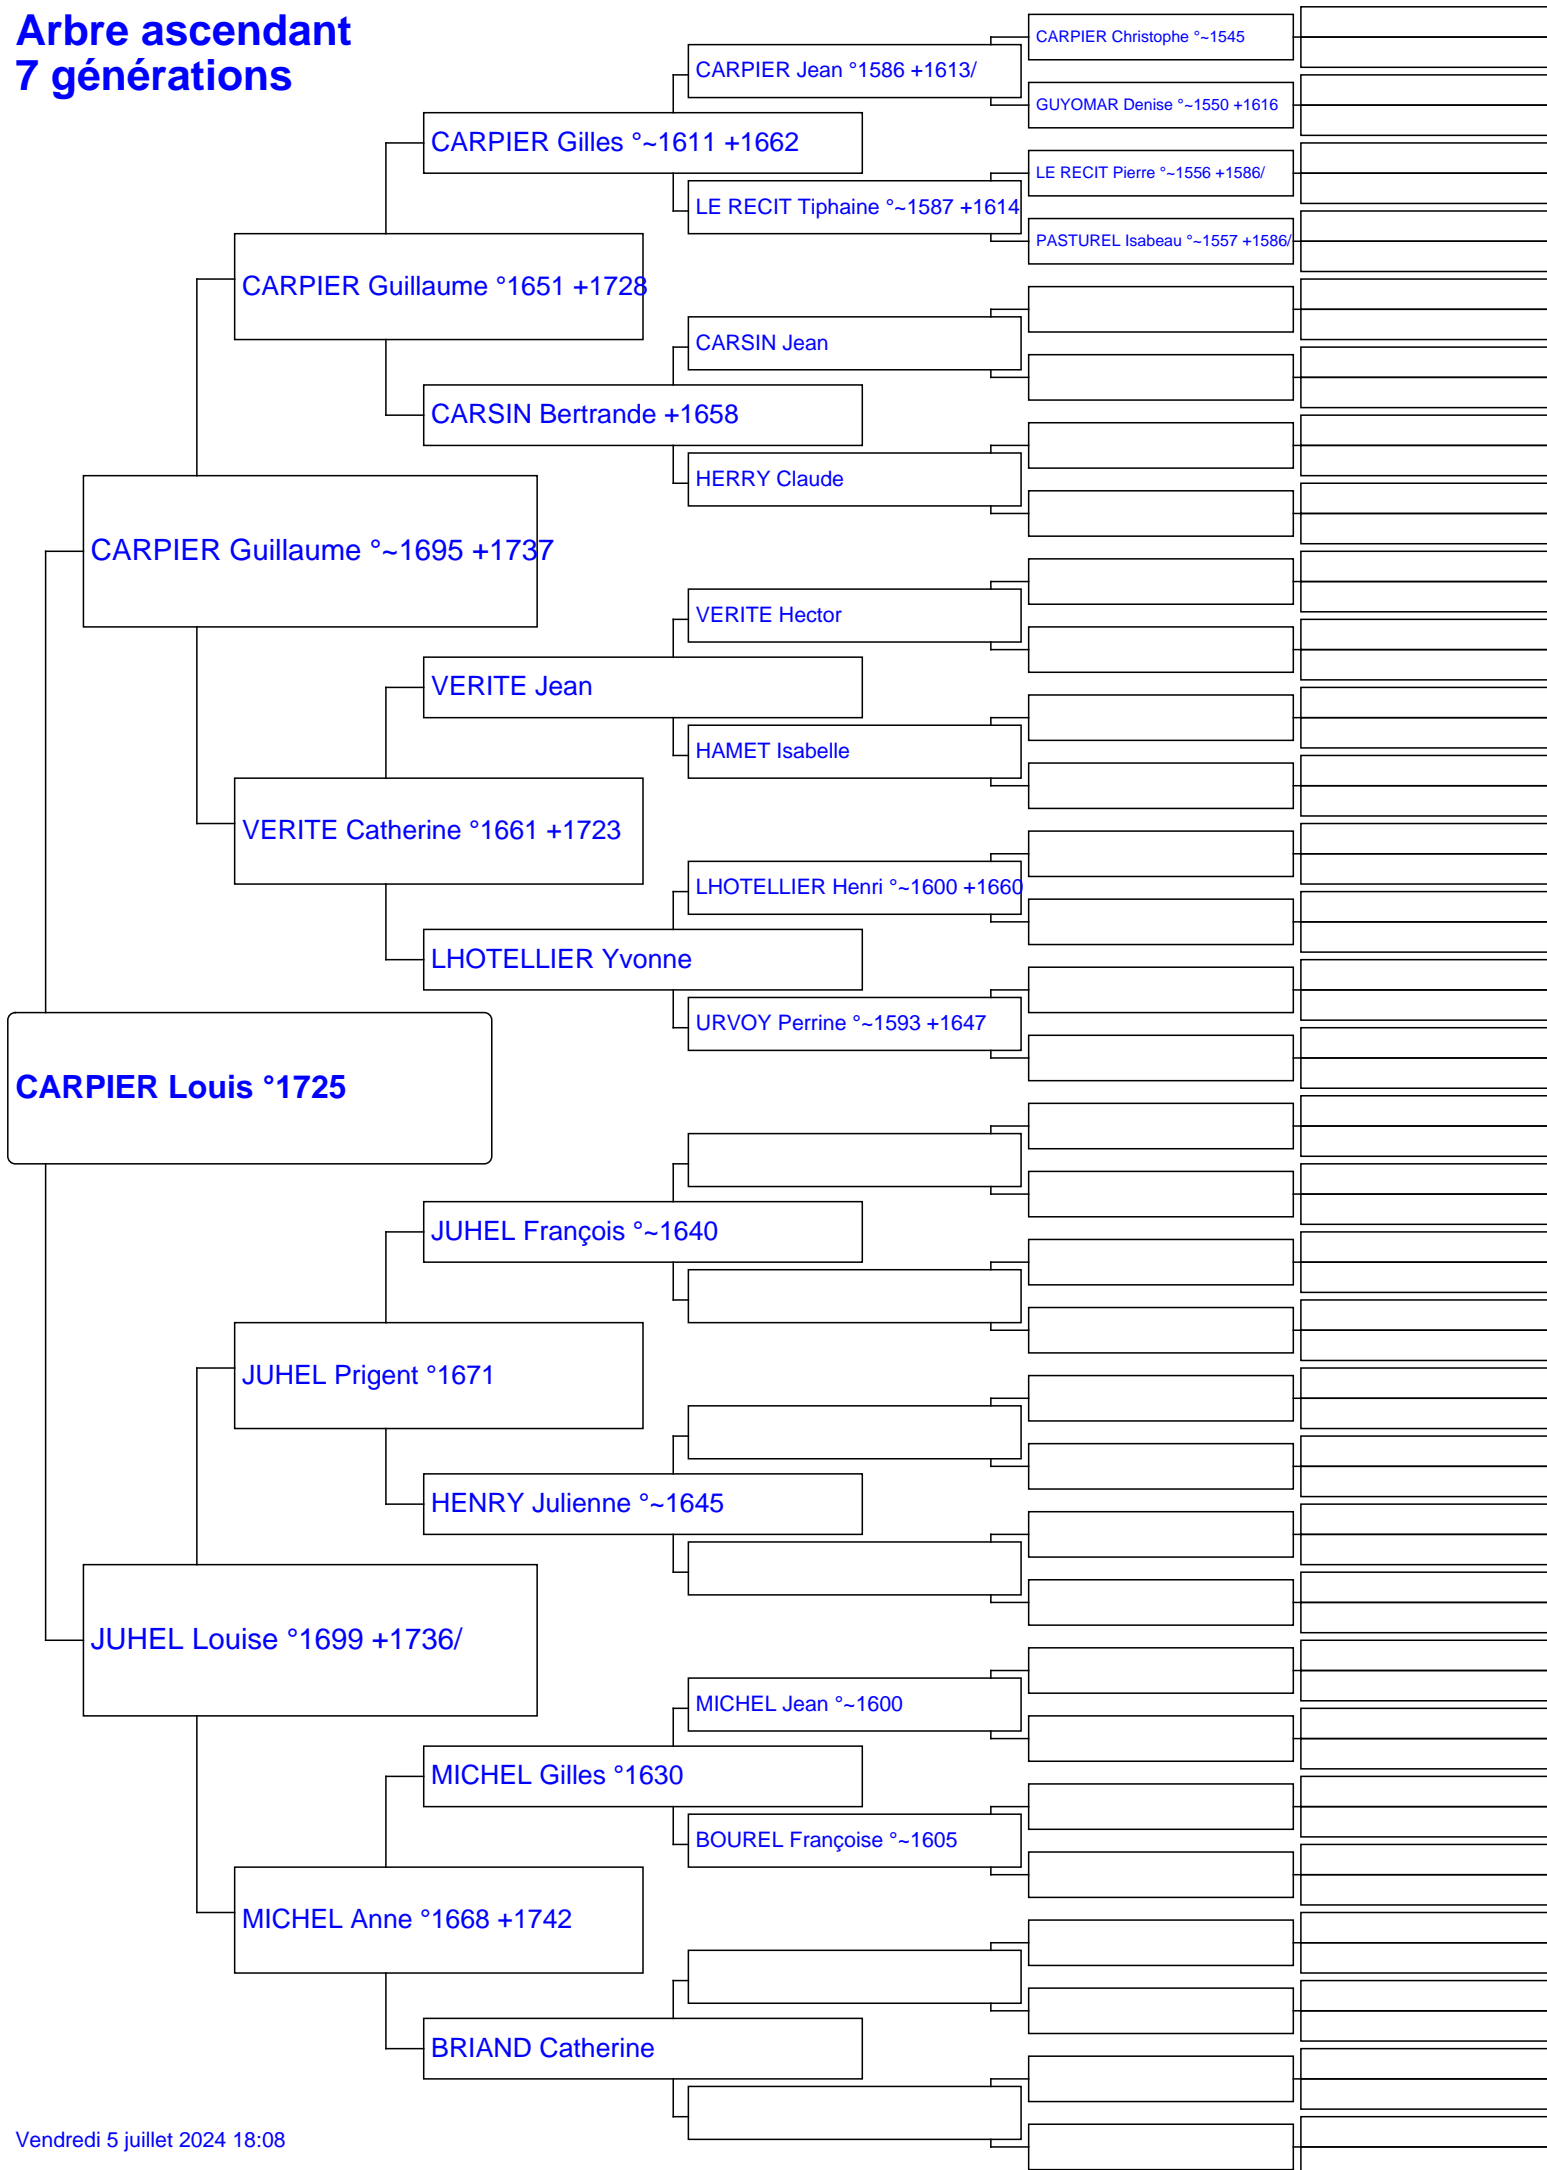 Arbre ascendant
7 générations
CARPIER Christophe °~1545
CARPIER Jean °1586 +1613/
GUYOMAR Denise °~1550 +1616
CARPIER Gilles °~1611 +1662
LE RECIT Pierre °~1556 +1586/
LE RECIT Tiphaine °~1587 +1614
PASTUREL Isabeau °~1557 +1586/
CARPIER Guillaume °1651 +1728
CARSIN Jean
CARSIN Bertrande +1658
HERRY Claude
CARPIER Guillaume °~1695 +1737
VERITE Hector
VERITE Jean
HAMET Isabelle
VERITE Catherine °1661 +1723
LHOTELLIER Henri °~1600 +1660
LHOTELLIER Yvonne
URVOY Perrine °~1593 +1647
CARPIER Louis °1725
JUHEL François °~1640
JUHEL Prigent °1671
HENRY Julienne °~1645
JUHEL Louise °1699 +1736/
MICHEL Jean °~1600
MICHEL Gilles °1630
BOUREL Françoise °~1605
MICHEL Anne °1668 +1742
BRIAND Catherine
Vendredi 5 juillet 2024 18:08